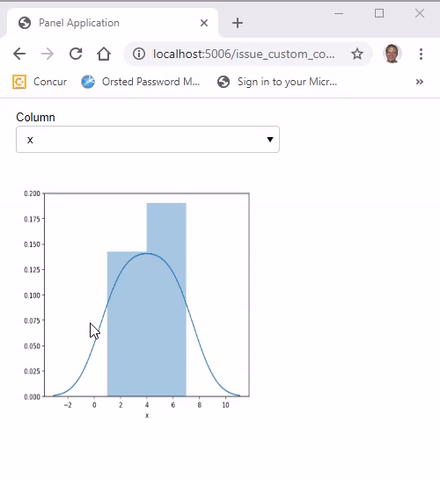 Panel Application
localhost:5006/issue_custom_co...
Concur
Orsted Password M...
Sign in to your Micr...
»
Column
x
0.200
0.175
0.150
0.125
0.100
0.075
0.050
0.025
0.000
−2 0 2 4 6 8 10
x